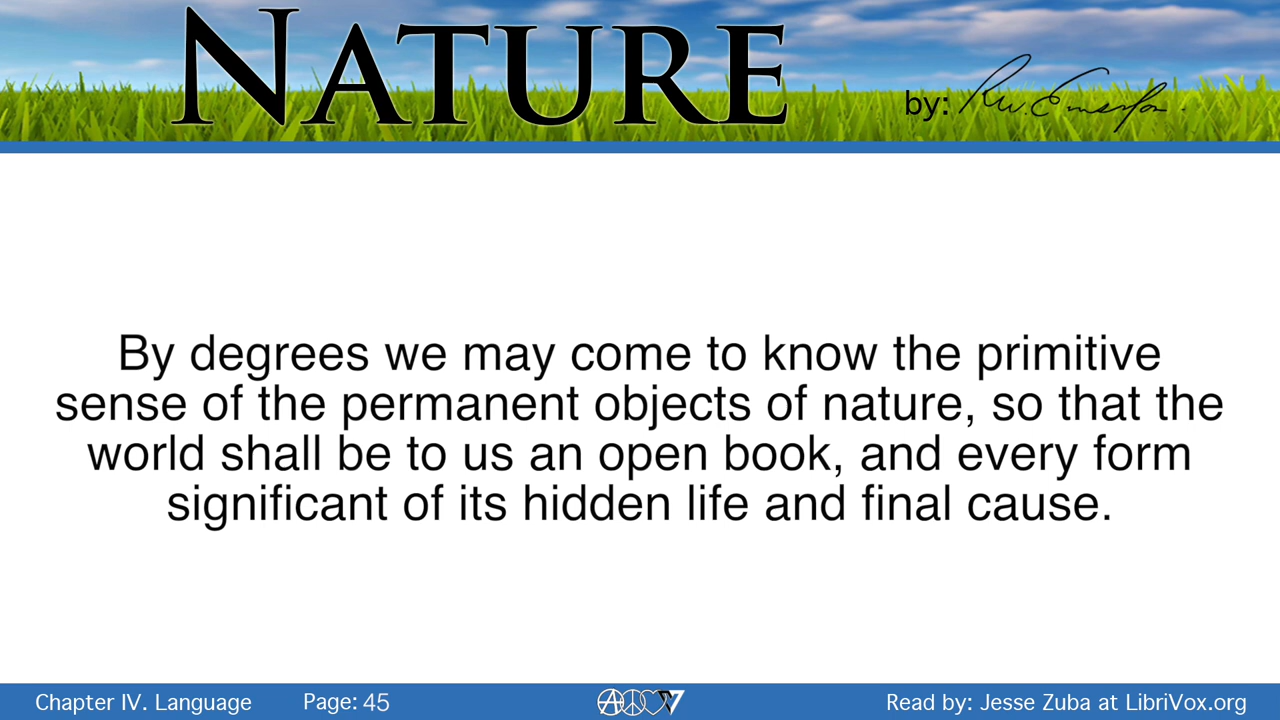 NATURE
by: R.W. Emerson.
By degrees we may come to know the primitive
sense of the permanent objects of nature, so that the
world shall be to us an open book, and every form
significant of its hidden life and final cause.
Chapter IV. Language Page: 45 Read by: Jesse Zuba at LibriVox.org